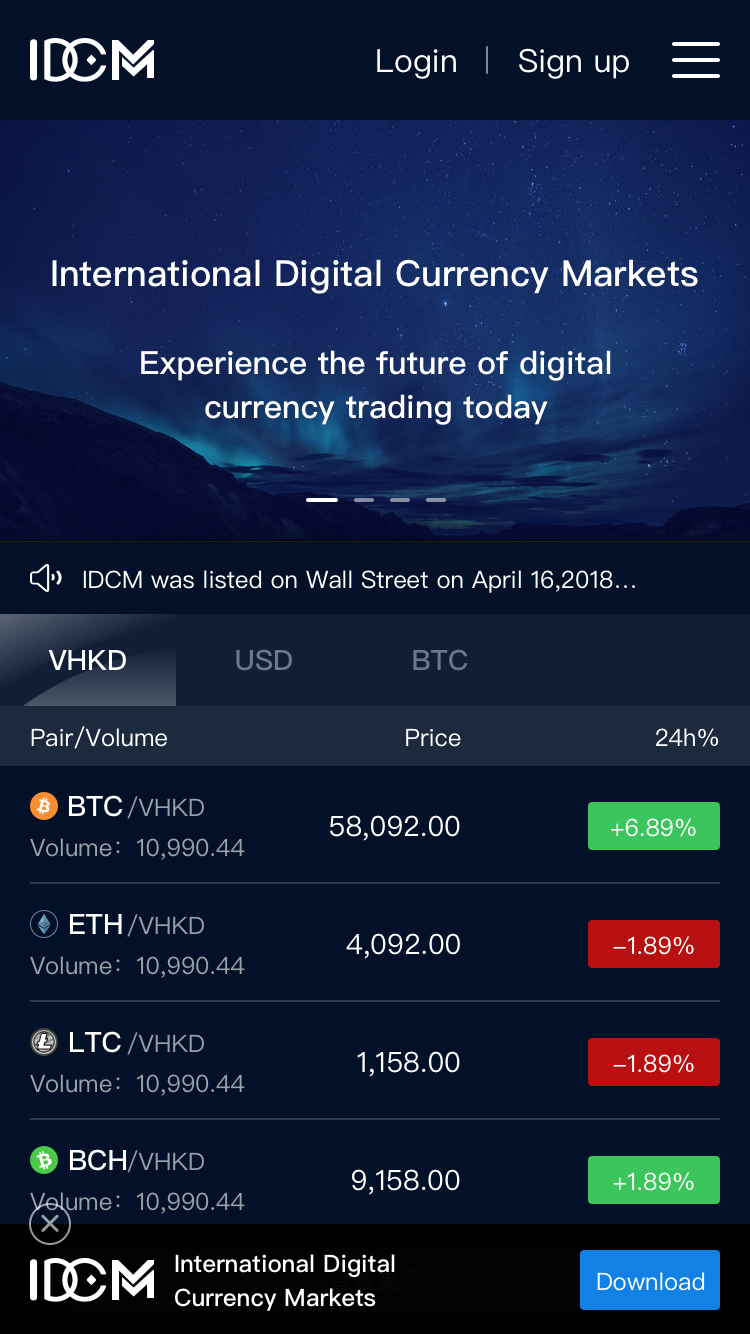 IDCM
Login | Sign up
International Digital Currency Markets
Experience the future of digital
currency trading today
IDCM was listed on Wall Street on April 16,2018...
VHKD USD BTC
Pair/Volume Price 24h%
BTC/VHKD
Volume：10,990.44
58,092.00
+6.89%
ETH/VHKD
Volume：10,990.44
4,092.00
–1.89%
LTC/VHKD
Volume：10,990.44
1,158.00
–1.89%
BCH/VHKD
Volume：10,990.44
9,158.00
+1.89%
IDCM
International Digital
Currency Markets
Download